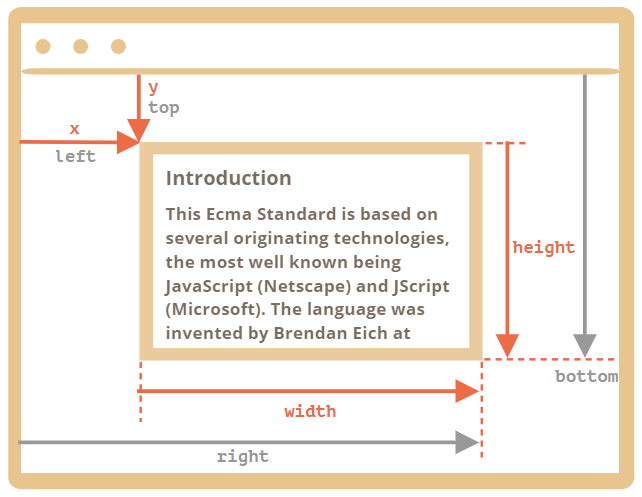 y
top
x
left
Introduction
This Ecma Standard is based on
several originating technologies,
the most well known being
JavaScript (Netscape) and JScript
(Microsoft). The language was
invented by Brendan Eich at
height
bottom
width
right